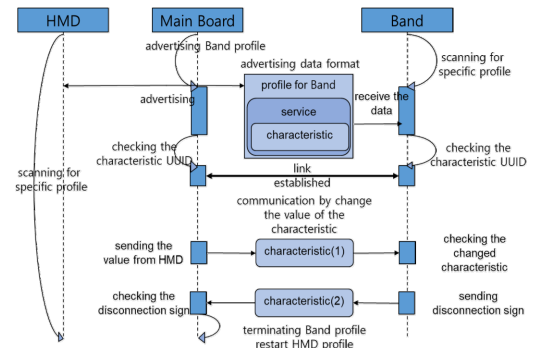 HMD
Main Board
Band
advertising Band profile
scanning for
specific profile
advertising data format
profile for Band
advertising
service
receive the
data
characteristic
checking the
characteristic UUID
checking the
characteristic UUID
scanning for
specific profile
link
established
communication by change
the value of the
characteristic
sending the
value from HMD
characteristic(1)
checking the
changed
characteristic
checking the
disconnection sign
characteristic(2)
sending
disconnection sign
terminating Band profile
restart HMD profile